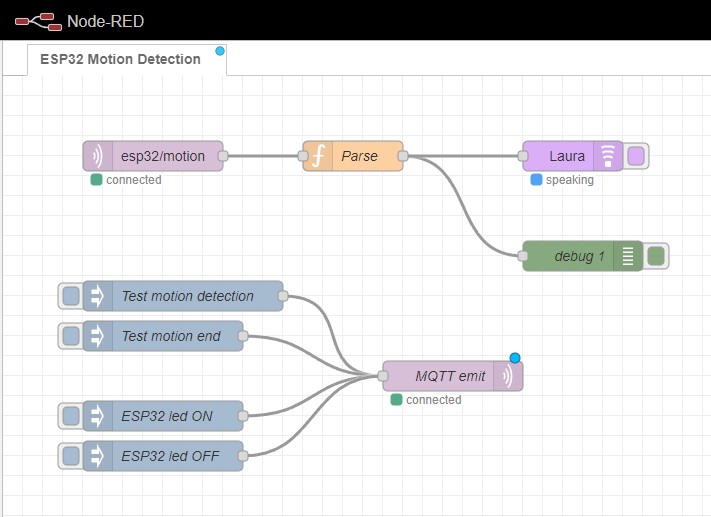 Node-RED
ESP32 Motion Detection
esp32/motion
connected
Parse
Laura
speaking
debug 1
Test motion detection
Test motion end
MQTT emit
connected
ESP32 led ON
ESP32 led OFF